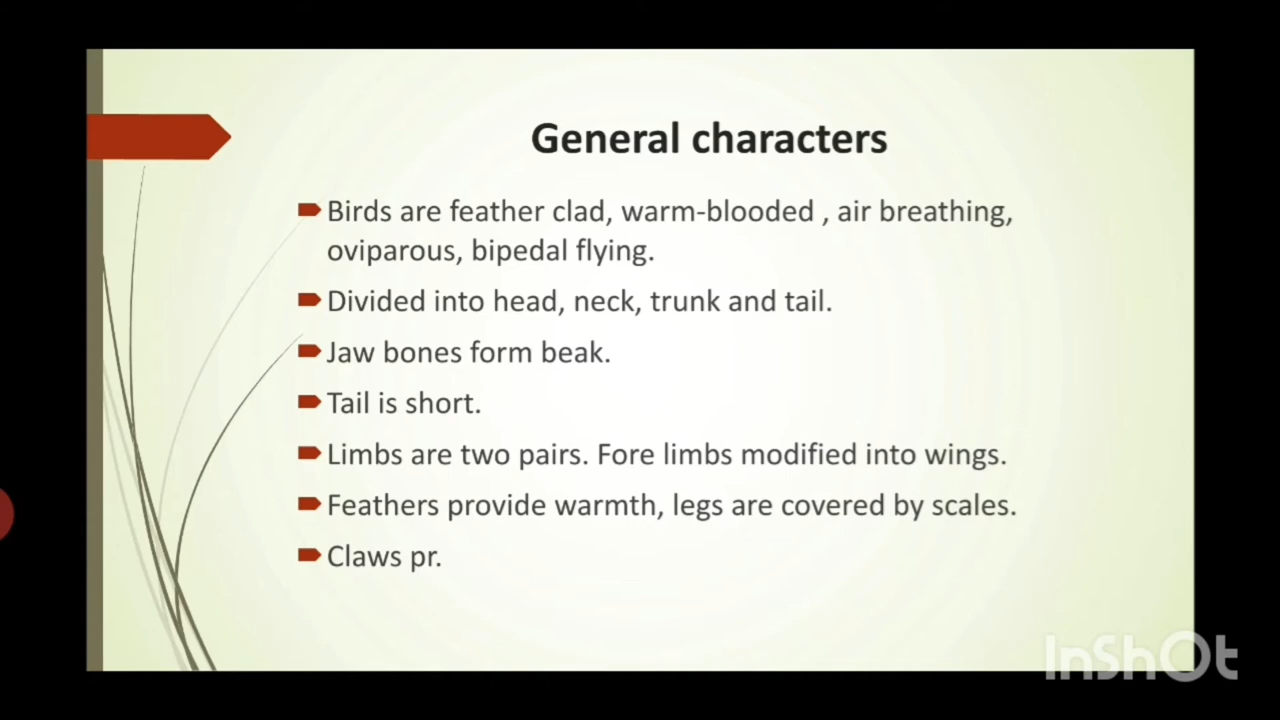 General characters
Birds are feather clad, warm-blooded , air breathing,
oviparous, bipedal flying.
Divided into head, neck, trunk and tail.
Jaw bones form beak.
Tail is short.
Limbs are two pairs. Fore limbs modified into wings.
Feathers provide warmth, legs are covered by scales.
Claws pr.
InShOt